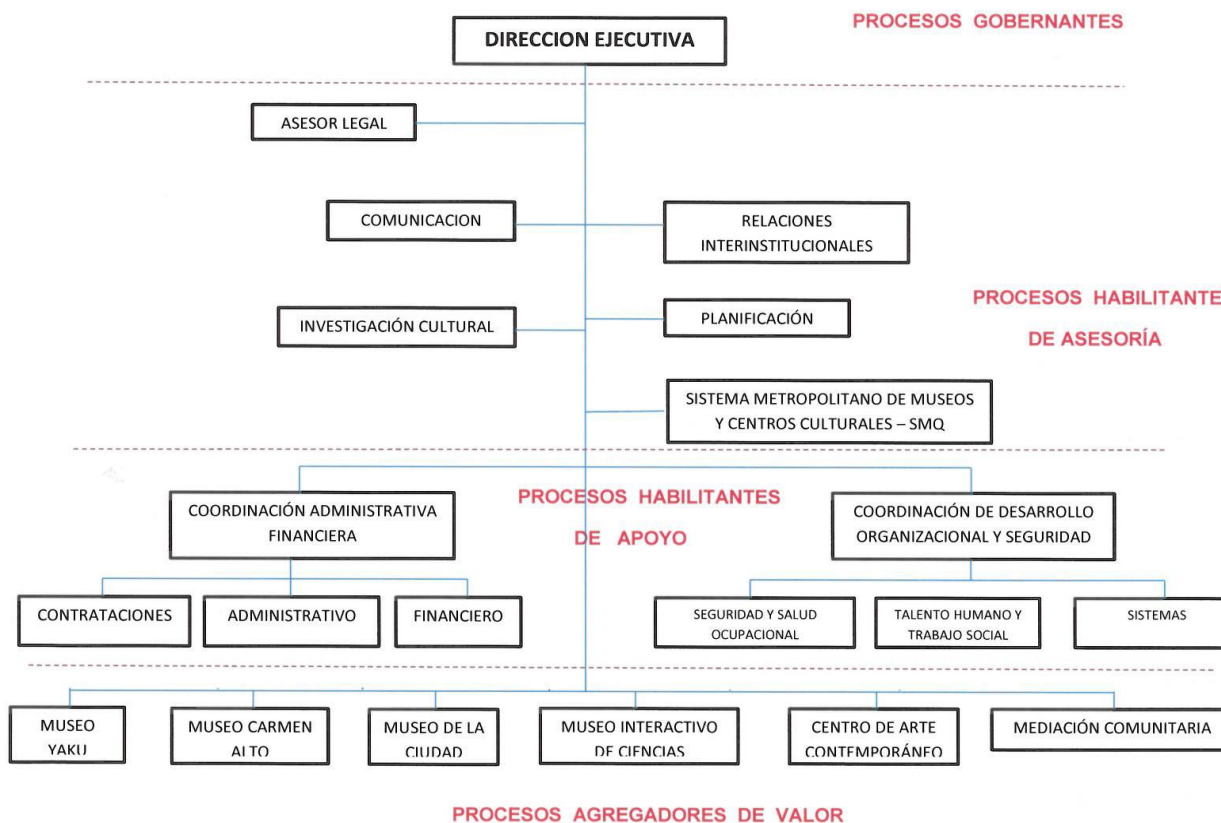 PROCESOS GOBERNANTES
DIRECCION EJECUTIVA
ASESOR LEGAL
COMUNICACION
RELACIONES
INTERINSTITUCIONALES
PROCESOS HABILITANTE
DE ASESORÍA
INVESTIGACIÓN CULTURAL
PLANIFICACIÓN
SISTEMA METROPOLITANO DE MUSEOS
Y CENTROS CULTURALES – SMQ
PROCESOS HABILITANTES
DE APOYO
COORDINACIÓN ADMINISTRATIVA
FINANCIERA
COORDINACIÓN DE DESARROLLO
ORGANIZACIONAL Y SEGURIDAD
CONTRATACIONES
ADMINISTRATIVO
FINANCIERO
SEGURIDAD Y SALUD
OCUPACIONAL
TALENTO HUMANO Y
TRABAJO SOCIAL
SISTEMAS
MUSEO
YAKU
MUSEO CARMEN
ALTO
MUSEO DE LA
CIUDAD
MUSEO INTERACTIVO
DE CIENCIAS
CENTRO DE ARTE
CONTEMPORÁNEO
MEDIACIÓN COMUNITARIA
PROCESOS AGREGADORES DE VALOR